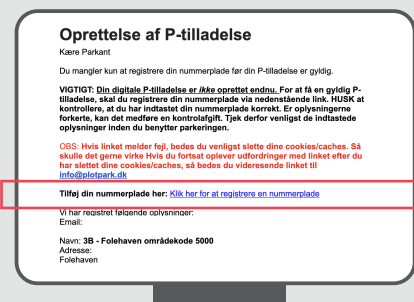 Oprettelse af P-tilladelse
Kære Parkant
Du mangler kun at registrere din nummerplade før din P-tilladelse er gyldig.
VIGTIGT: Din digitale P-tilladelse er ikke oprettet endnu. For at få en gyldig P-
tilladelse, skal du registrere din nummerplade via nedenstående link. HUSK at
kontrollere, at du har indtastet din nummerplade korrekt. Er oplysningerne
forkerte, kan det medføre en kontrolafgift. Tjek derfor venligst de indtastede
oplysninger inden du benytter parkeringen.
OBS: Hvis linket melder fejl, bedes du venligst slette dine cookies/caches. Så
skulle det gerne virke Hvis du fortsat oplever udfordringer med linket efter du
har slettet dine cookies/caches, så bedes du videresende linket til
info@plotpark.dk
Tilføj din nummerplade her: Klik her for at registrere en nummerplade
Vi har registret følgende oplysninger:
Email:
Navn: 3B - Folehaven områdekode 5000
Adresse:
Folehaven